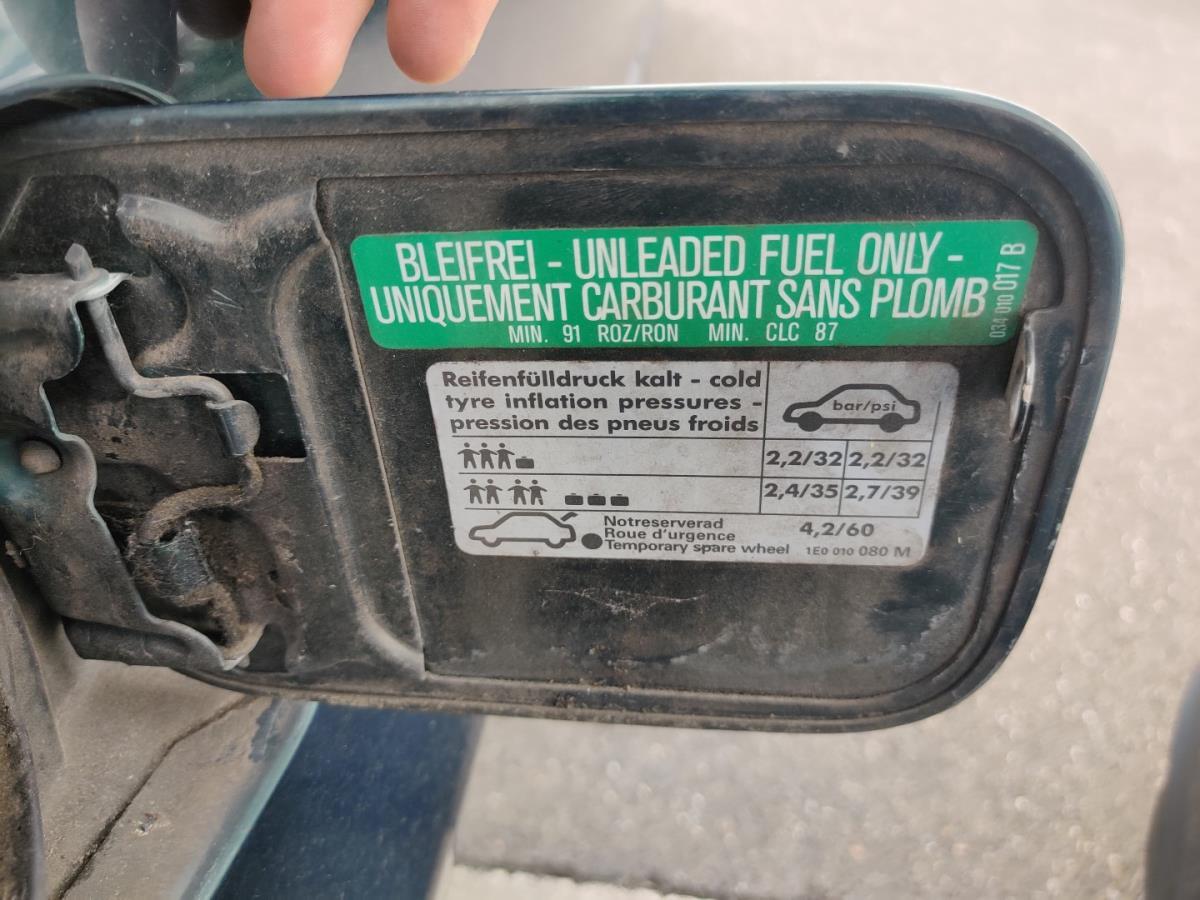 BLEIFREI - UNLEADED FUEL ONLY -
UNIQUEMENT CARBURANT SANS PLOMB
MIN. 91 ROZ/RON MIN. CLC 87
034 010 017 B
Reifenfülldruck kalt - cold
tyre inflation pressures -
pression des pneus froids
bar/psi
2,2/32 2,2/32
2,4/35 2,7/39
Notreserverad
Roue d'urgence
Temporary spare wheel
4,2/60
1E0 010 080 M